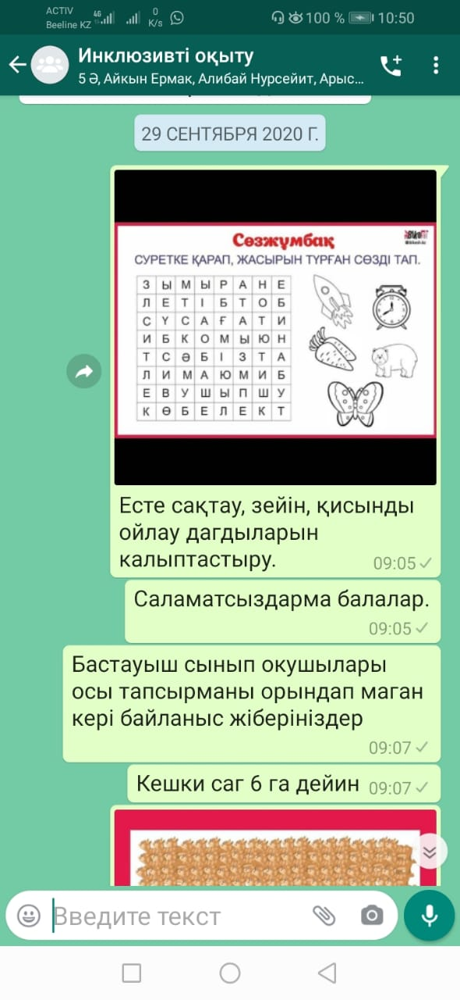 ACTIV
Beeline KZ
4G
0
K/s
100 %
10:50
Инклюзивті оқыту
5 Ә, Айкын Ермак, Алибай Нурсейит, Арыс...
29 СЕНТЯБРЯ 2020 Г.
Сөзжұмбақ
СУРЕТКЕ ҚАРАП, ЖАСЫРЫН ТҰРҒАН СӨЗДІ ТАП.
З Ы М Ы Р А Н Е
Л Е Т І Б Т О Б
С Ү С А Ғ А Т И
И Б К О М Ы Ю Н
Т С Ә Б І З Т А
Л И М А Ю М И Б
Е В У Ш Ы П Ш У
К Ө Б Е Л Е К Т
Есте сақтау, зейін, қисынды
ойлау дагдыларын
калыптастыру.
09:05
Саламатсыздарма балалар.
09:05
Бастауыш сынып окушылары
осы тапсырманы орындап маган
кері байланыс жіберініздер
09:07
Кешки саг 6 га дейин
09:07
Введите текст